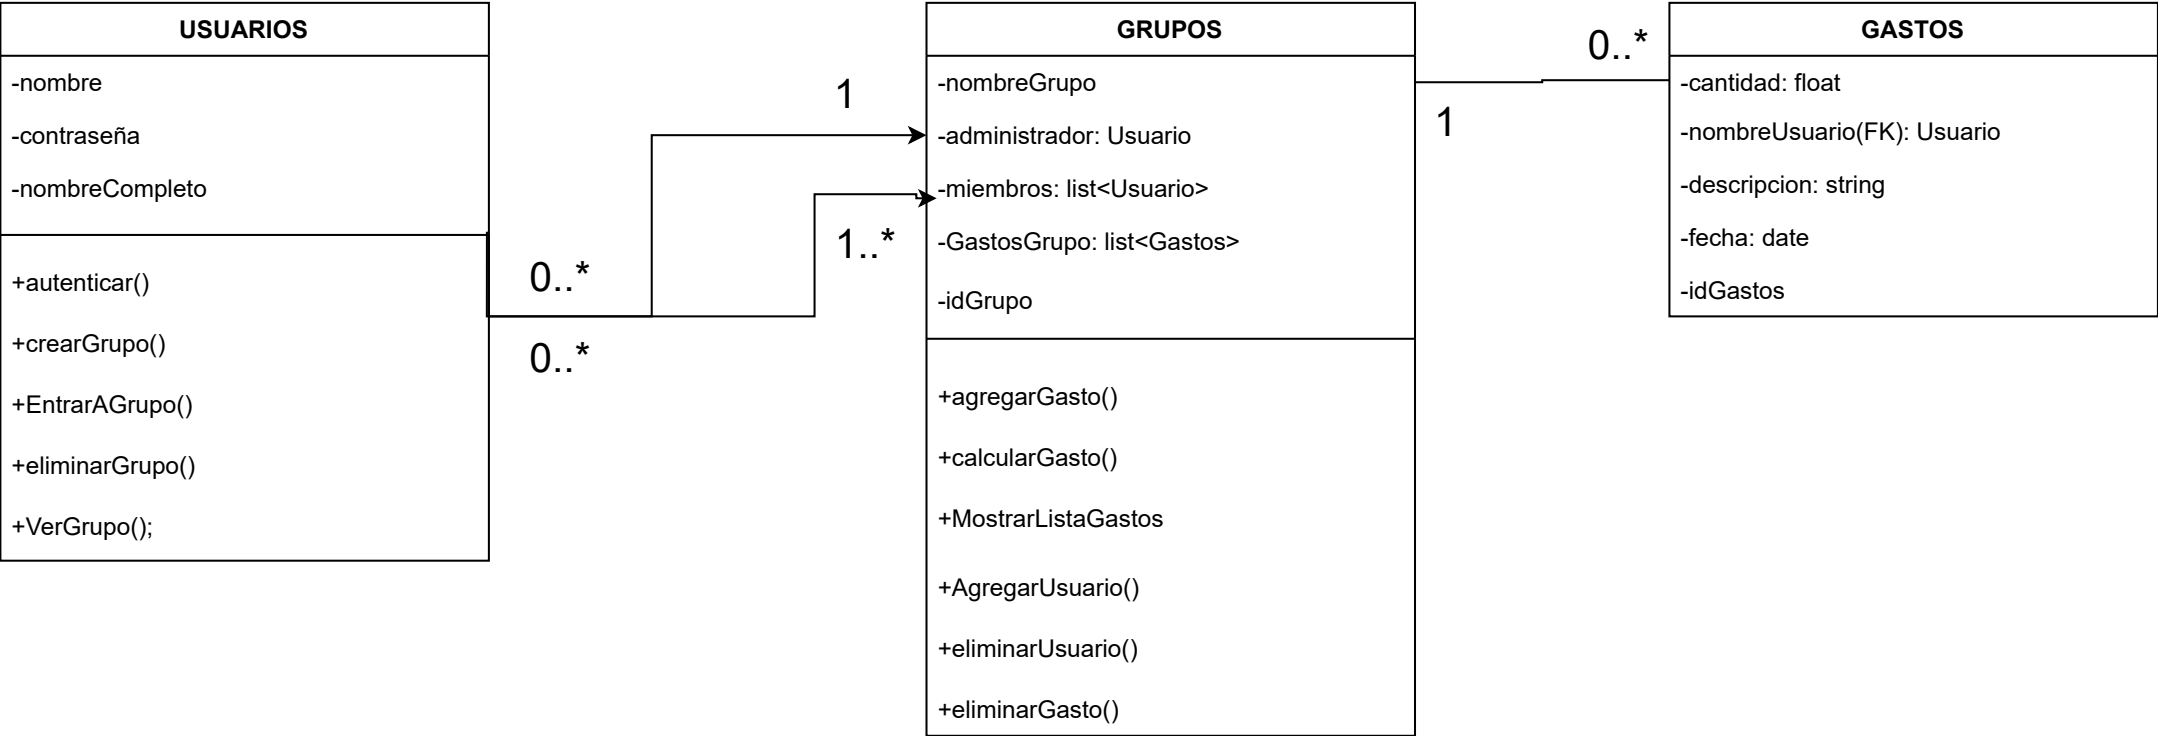 USUARIOS
-nombre
-contraseña
-nombreCompleto
+autenticar()
+crearGrupo()
+EntrarAGrupo()
+eliminarGrupo()
+VerGrupo();
0..*
0..*
1
1..*
GRUPOS
-nombreGrupo
-administrador: Usuario
-miembros: list<Usuario>
-GastosGrupo: list<Gastos>
-idGrupo
+agregarGasto()
+calcularGasto()
+MostrarListaGastos
+AgregarUsuario()
+eliminarUsuario()
+eliminarGasto()
1
0..*
GASTOS
-cantidad: float
-nombreUsuario(FK): Usuario
-descripcion: string
-fecha: date
-idGastos